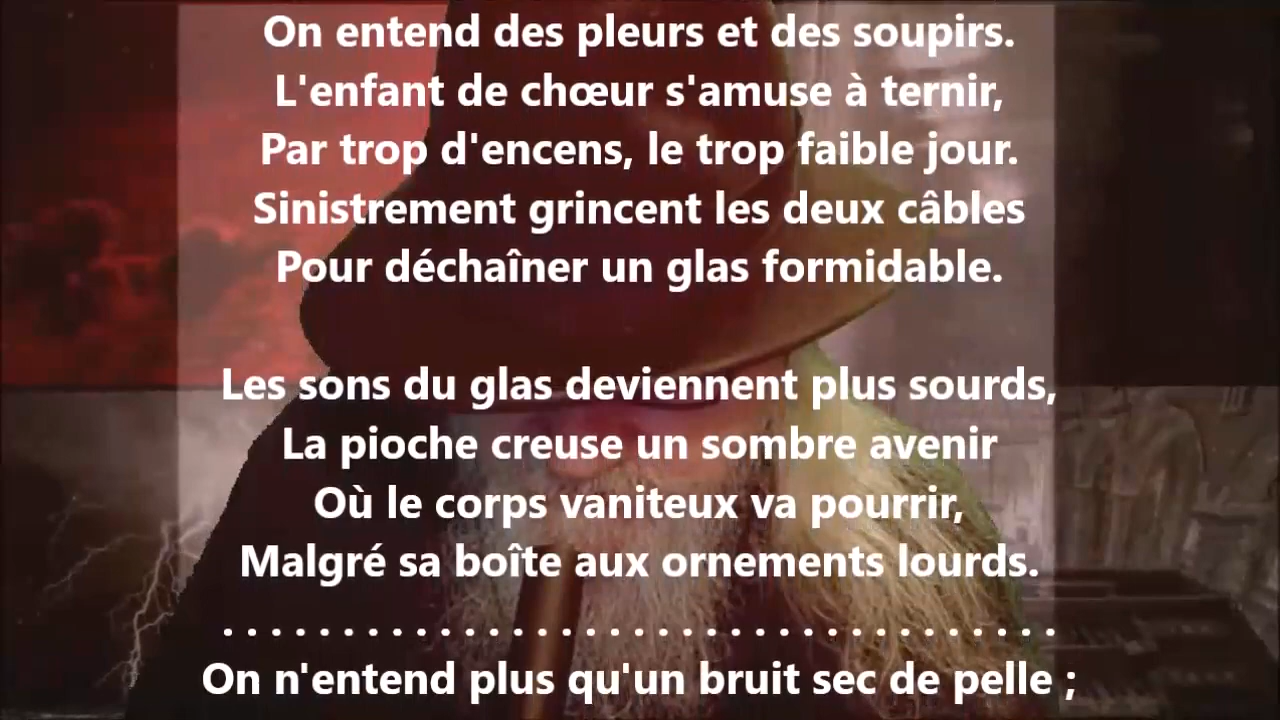 On entend des pleurs et des soupirs.
L'enfant de chœur s'amuse à ternir,
Par trop d'encens, le trop faible jour.
Sinistrement grincent les deux câbles
Pour déchaîner un glas formidable.
Les sons du glas deviennent plus sourds,
La pioche creuse un sombre avenir
Où le corps vaniteux va pourrir,
Malgré sa boîte aux ornements lourds.
. . . . . . . . . . . . . . . . . . . . . . . . . . . . . . . . . . .
On n'entend plus qu'un bruit sec de pelle ;